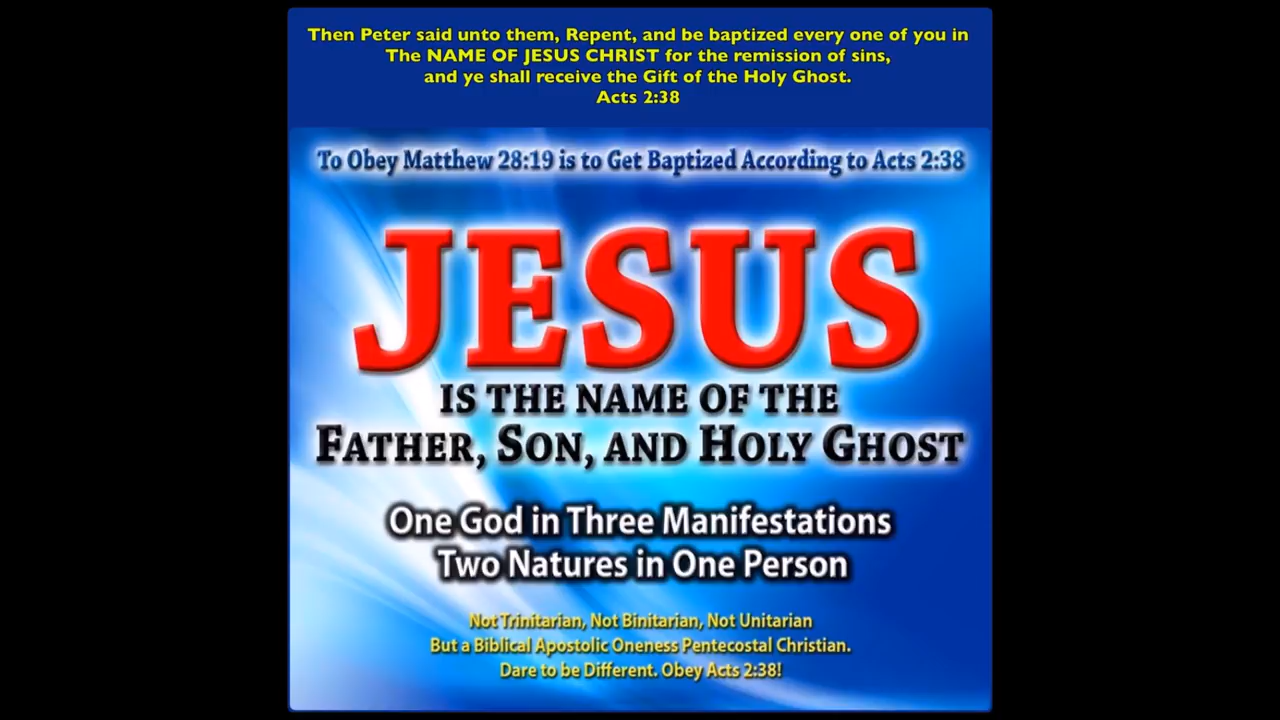 Then Peter said unto them, Repent, and be baptized every one of you in
The NAME OF JESUS CHRIST for the remission of sins,
and ye shall receive the Gift of the Holy Ghost.
Acts 2:38
To Obey Matthew 28:19 is to Get Baptized According to Acts 2:38
JESUS
IS THE NAME OF THE
FATHER, SON, AND HOLY GHOST
One God in Three Manifestations
Two Natures in One Person
Not Trinitarian, Not Binitarian, Not Unitarian
But a Biblical Apostolic Oneness Pentecostal Christian.
Dare to be Different. Obey Acts 2:38!